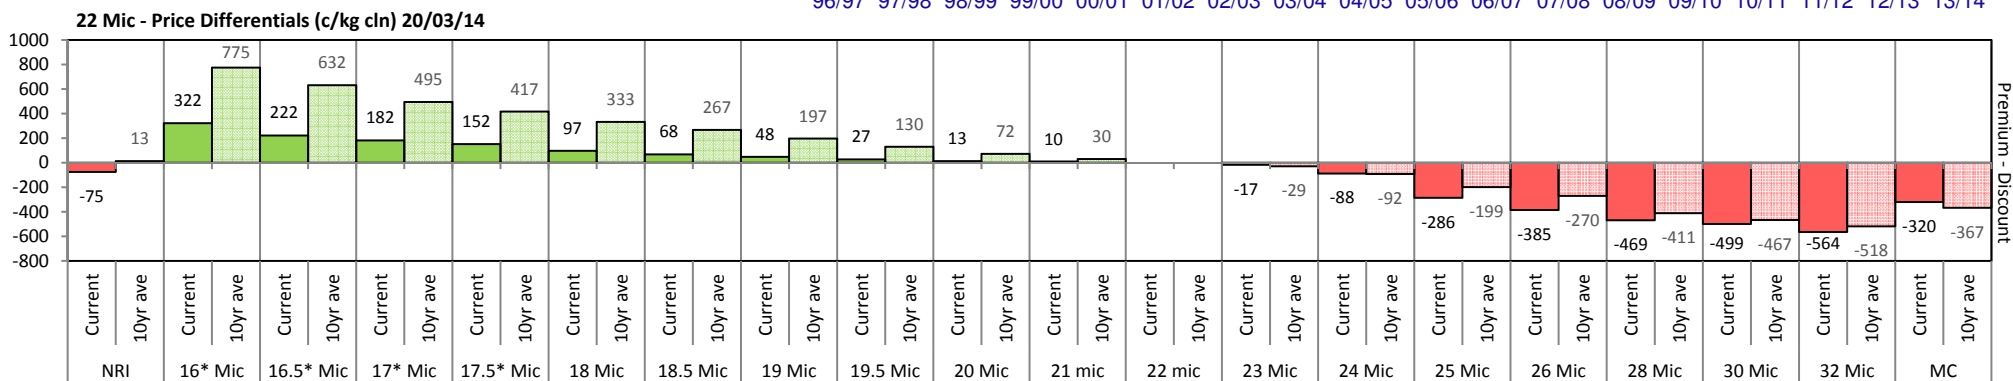 96/97 97/98 98/99 99/00 00/01 01/02 02/03 03/04 04/05 05/06 06/07 07/08 08/09 09/10 10/11 11/12 12/13 13/14
22 Mic - Price Differentials (c/kg cln) 20/03/14
1000
800
600
400
200
0
-200
-400
-600
-800
-75 13 322 775 222 632 182 495 152 417 97 333 68 267 48 197 27 130 13 72 10 30 -17 -29 -88 -92 -286 -199 -385 -270 -469 -411 -499 -467 -564 -518 -320 -367
Premium - Discount
Current 10yr ave Current 10yr ave Current 10yr ave Current 10yr ave Current 10yr ave Current 10yr ave Current 10yr ave Current 10yr ave Current 10yr ave Current 10yr ave Current 10yr ave Current 10yr ave Current 10yr ave Current 10yr ave Current 10yr ave Current 10yr ave Current 10yr ave Current 10yr ave Current 10yr ave Current 10yr ave
NRI 16* Mic 16.5* Mic 17* Mic 17.5* Mic 18 Mic 18.5 Mic 19 Mic 19.5 Mic 20 Mic 21 mic 22 mic 23 Mic 24 Mic 25 Mic 26 Mic 28 Mic 30 Mic 32 Mic MC